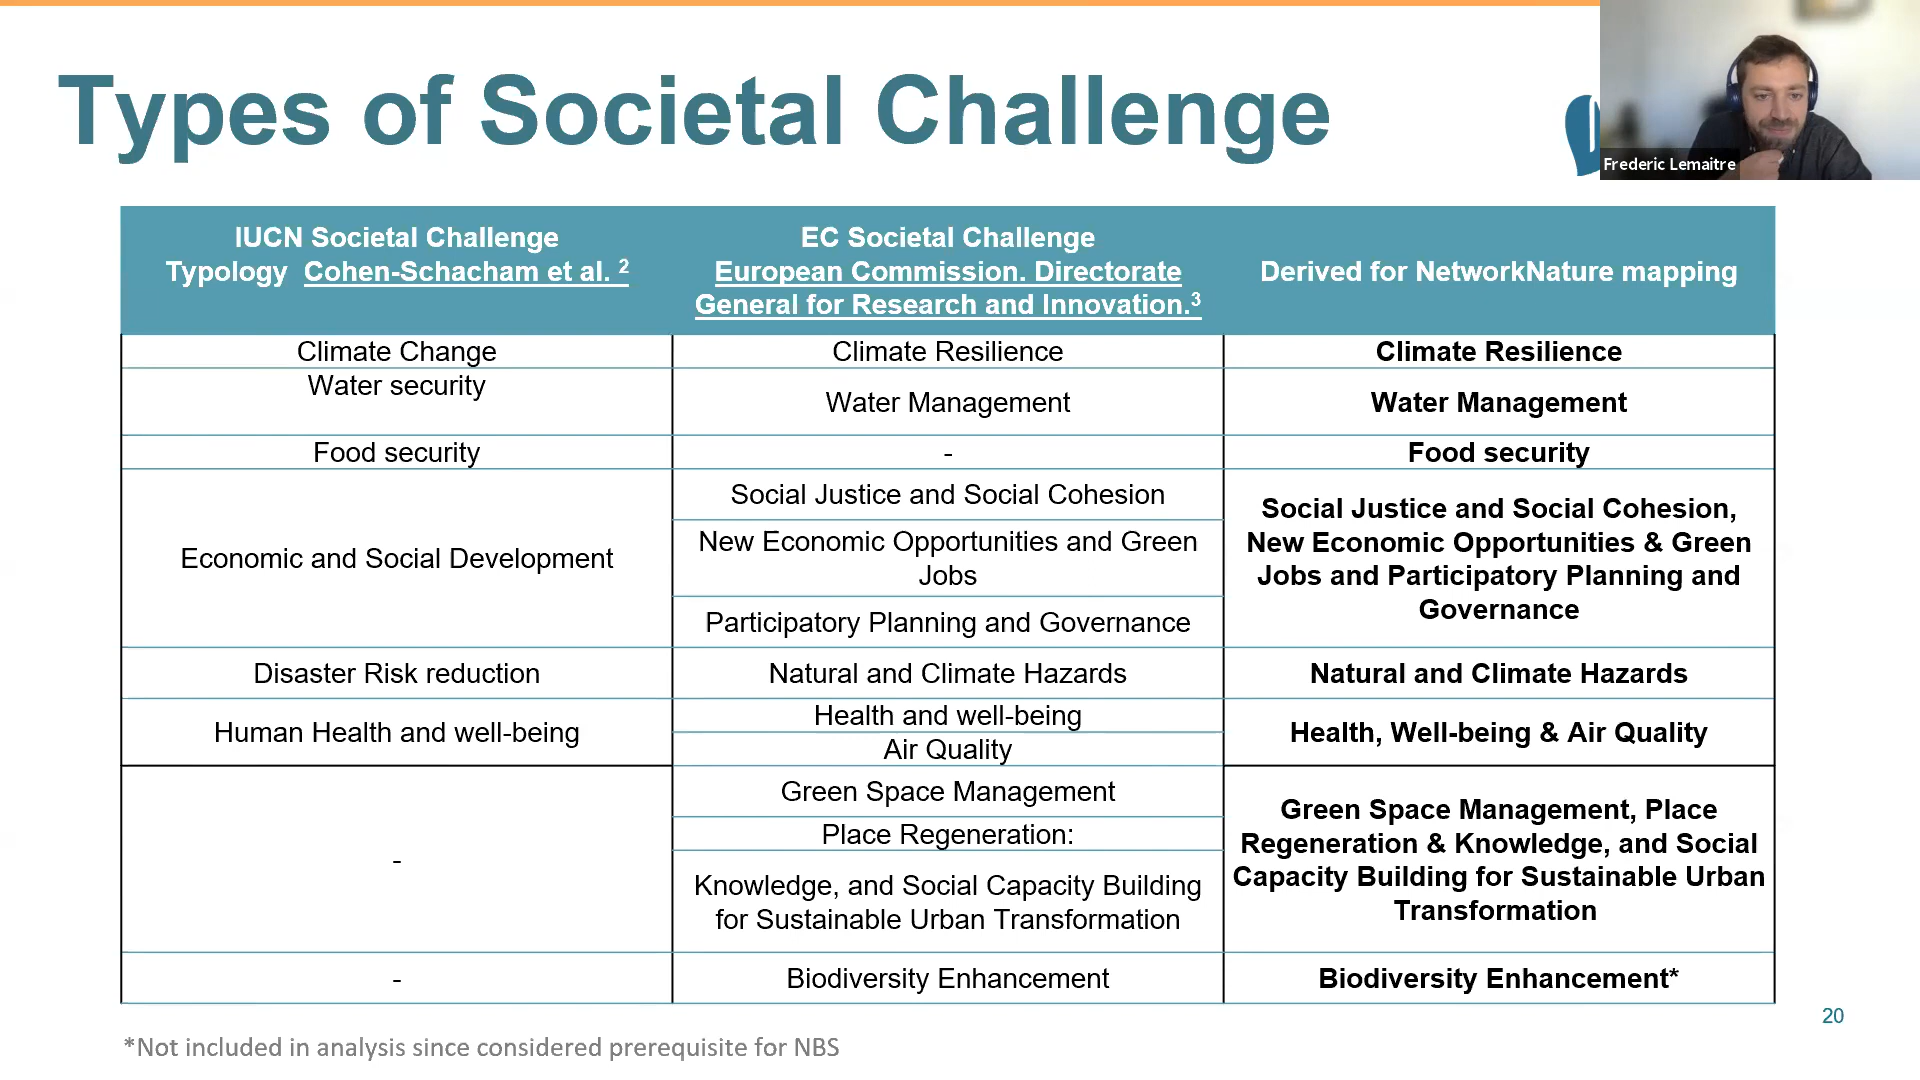 Types of Societal Challenge
Frederic Lemaitre
IUCN Societal Challenge
Typology Cohen-Schacham et al. 2
EC Societal Challenge
European Commission. Directorate
General for Research and Innovation.3
Derived for NetworkNature mapping
Climate Change
Climate Resilience
Climate Resilience
Water security
Water Management
Water Management
Food security
-
Food security
Economic and Social Development
Social Justice and Social Cohesion
New Economic Opportunities and Green
Jobs
Participatory Planning and Governance
Social Justice and Social Cohesion,
New Economic Opportunities & Green
Jobs and Participatory Planning and
Governance
Disaster Risk reduction
Natural and Climate Hazards
Natural and Climate Hazards
Human Health and well-being
Health and well-being
Air Quality
Health, Well-being & Air Quality
-
Green Space Management
Place Regeneration:
Knowledge, and Social Capacity Building
for Sustainable Urban Transformation
Green Space Management, Place
Regeneration & Knowledge, and Social
Capacity Building for Sustainable Urban
Transformation
-
Biodiversity Enhancement
Biodiversity Enhancement*
20
*Not included in analysis since considered prerequisite for NBS